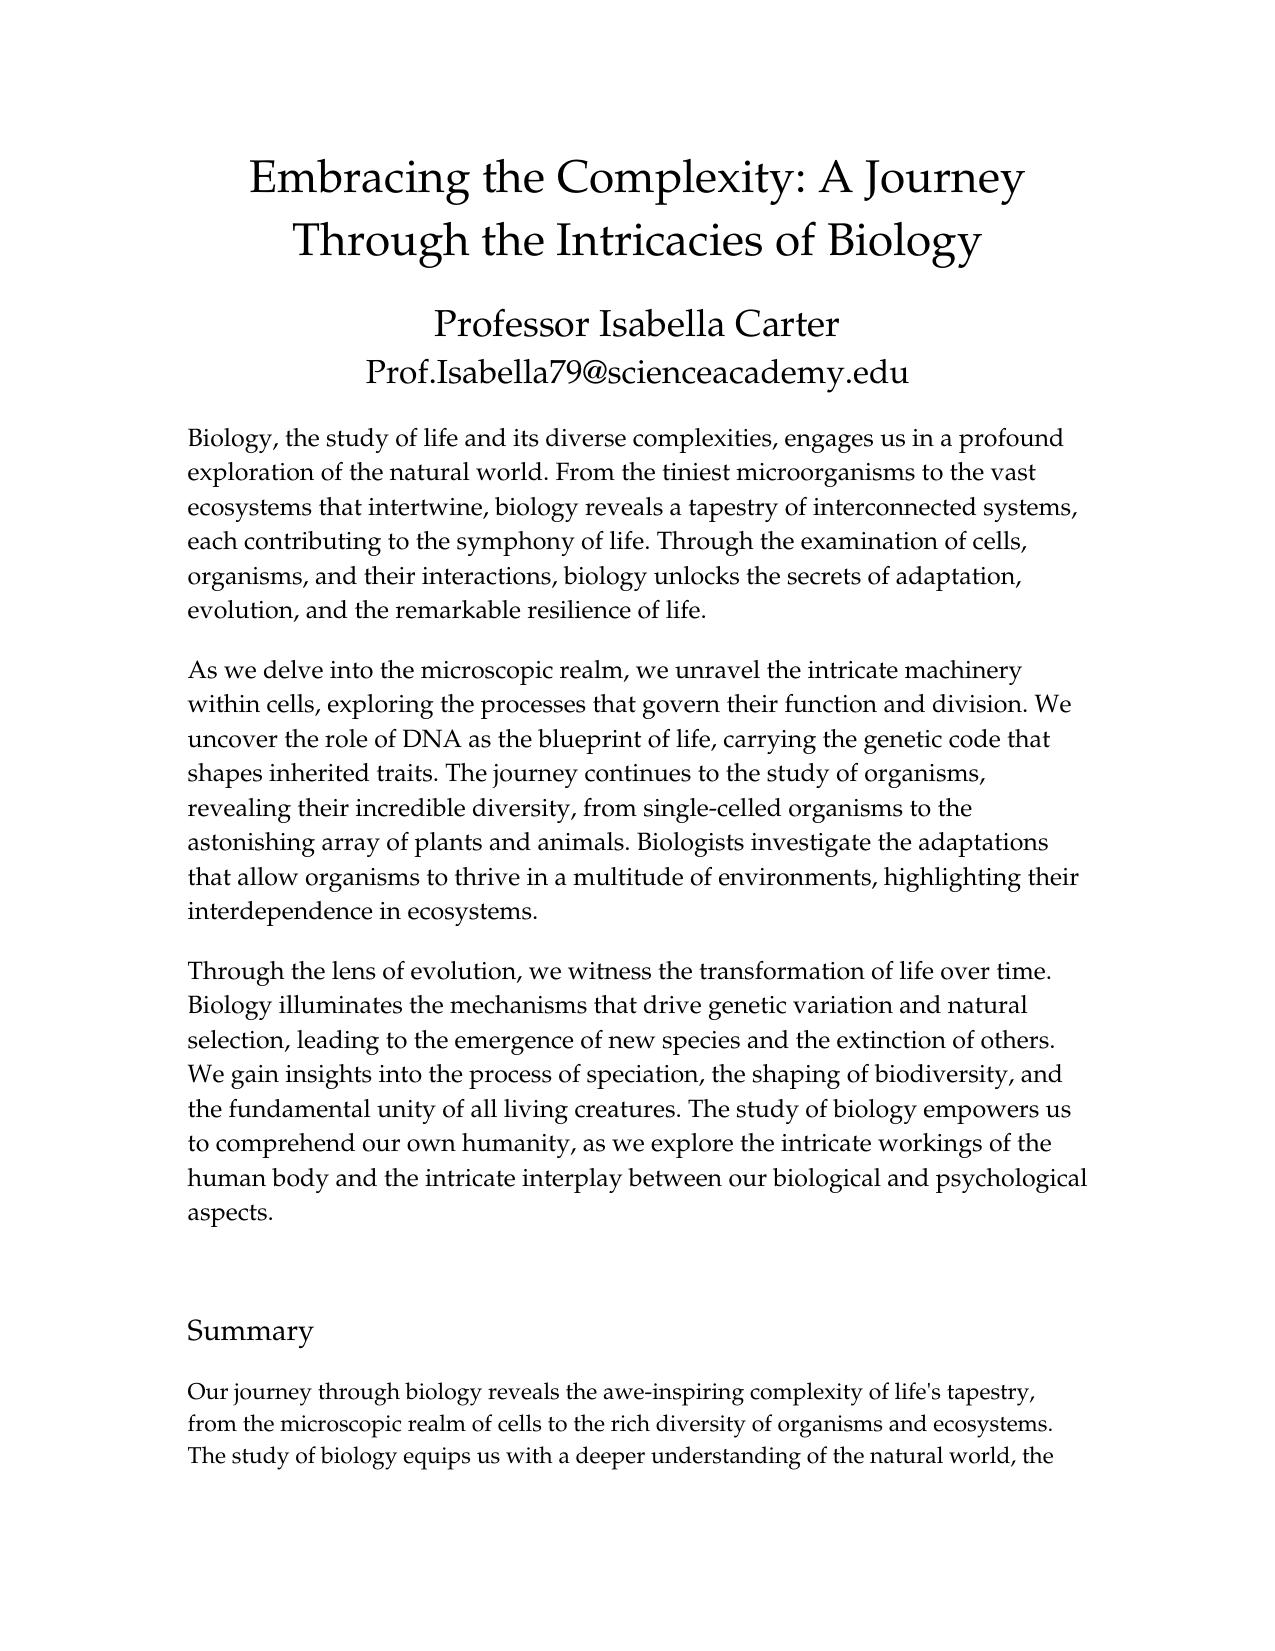 Embracing the Complexity: A Journey
Through the Intricacies of Biology
Professor Isabella Carter
Prof.Isabella79@scienceacademy.edu
Biology, the study of life and its diverse complexities, engages us in a profound
exploration of the natural world. From the tiniest microorganisms to the vast
ecosystems that intertwine, biology reveals a tapestry of interconnected systems,
each contributing to the symphony of life. Through the examination of cells,
organisms, and their interactions, biology unlocks the secrets of adaptation,
evolution, and the remarkable resilience of life.
As we delve into the microscopic realm, we unravel the intricate machinery
within cells, exploring the processes that govern their function and division. We
uncover the role of DNA as the blueprint of life, carrying the genetic code that
shapes inherited traits. The journey continues to the study of organisms,
revealing their incredible diversity, from single-celled organisms to the
astonishing array of plants and animals. Biologists investigate the adaptations
that allow organisms to thrive in a multitude of environments, highlighting their
interdependence in ecosystems.
Through the lens of evolution, we witness the transformation of life over time.
Biology illuminates the mechanisms that drive genetic variation and natural
selection, leading to the emergence of new species and the extinction of others.
We gain insights into the process of speciation, the shaping of biodiversity, and
the fundamental unity of all living creatures. The study of biology empowers us
to comprehend our own humanity, as we explore the intricate workings of the
human body and the intricate interplay between our biological and psychological
aspects.
Summary
Our journey through biology reveals the awe-inspiring complexity of life's tapestry,
from the microscopic realm of cells to the rich diversity of organisms and ecosystems.
The study of biology equips us with a deeper understanding of the natural world, the